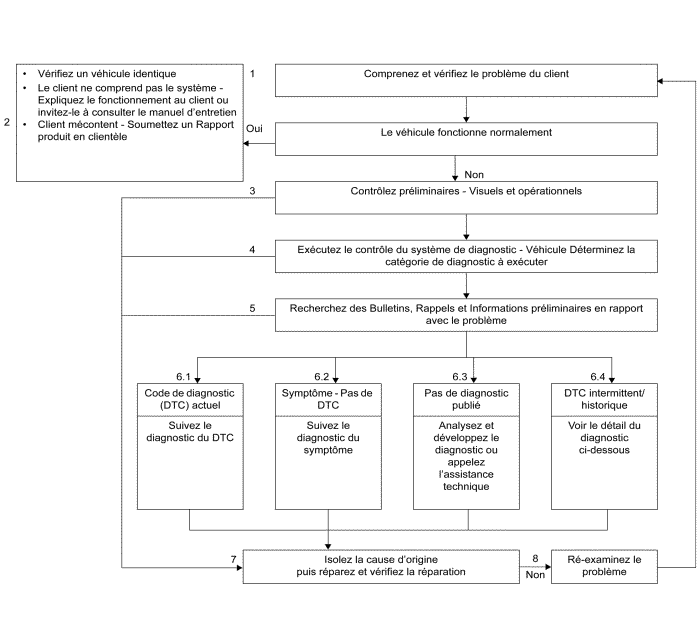 1
Comprenez et vérifiez le problème du client
2
• Vérifiez un véhicule identique
• Le client ne comprend pas le système -
Expliquez le fonctionnement au client ou
invitez-le à consulter le manuel d'entretien
• Client mécontent - Soumettez un Rapport
produit en clientèle
Oui
Le véhicule fonctionne normalement
Non
3
Contrôlez préliminaires - Visuels et opérationnels
4
Exécutez le contrôle du système de diagnostic - Véhicule Déterminez la
catégorie de diagnostic à exécuter
5
Recherchez des Bulletins, Rappels et Informations préliminaires en rapport
avec le problème
6.1
Code de diagnostic
(DTC) actuel
Suivez le
diagnostic du DTC
6.2
Symptôme - Pas de
DTC
Suivez le
diagnostic du
symptôme
6.3
Pas de diagnostic
publié
Analysez et
développez le
diagnostic ou
appelez
l'assistance
technique
6.4
DTC intermittent/
historique
Voir le détail du
diagnostic
ci-dessous
7
Isolez la cause d'origine
puis réparez et vérifiez la réparation
8
Non
Ré-examinez le
problème